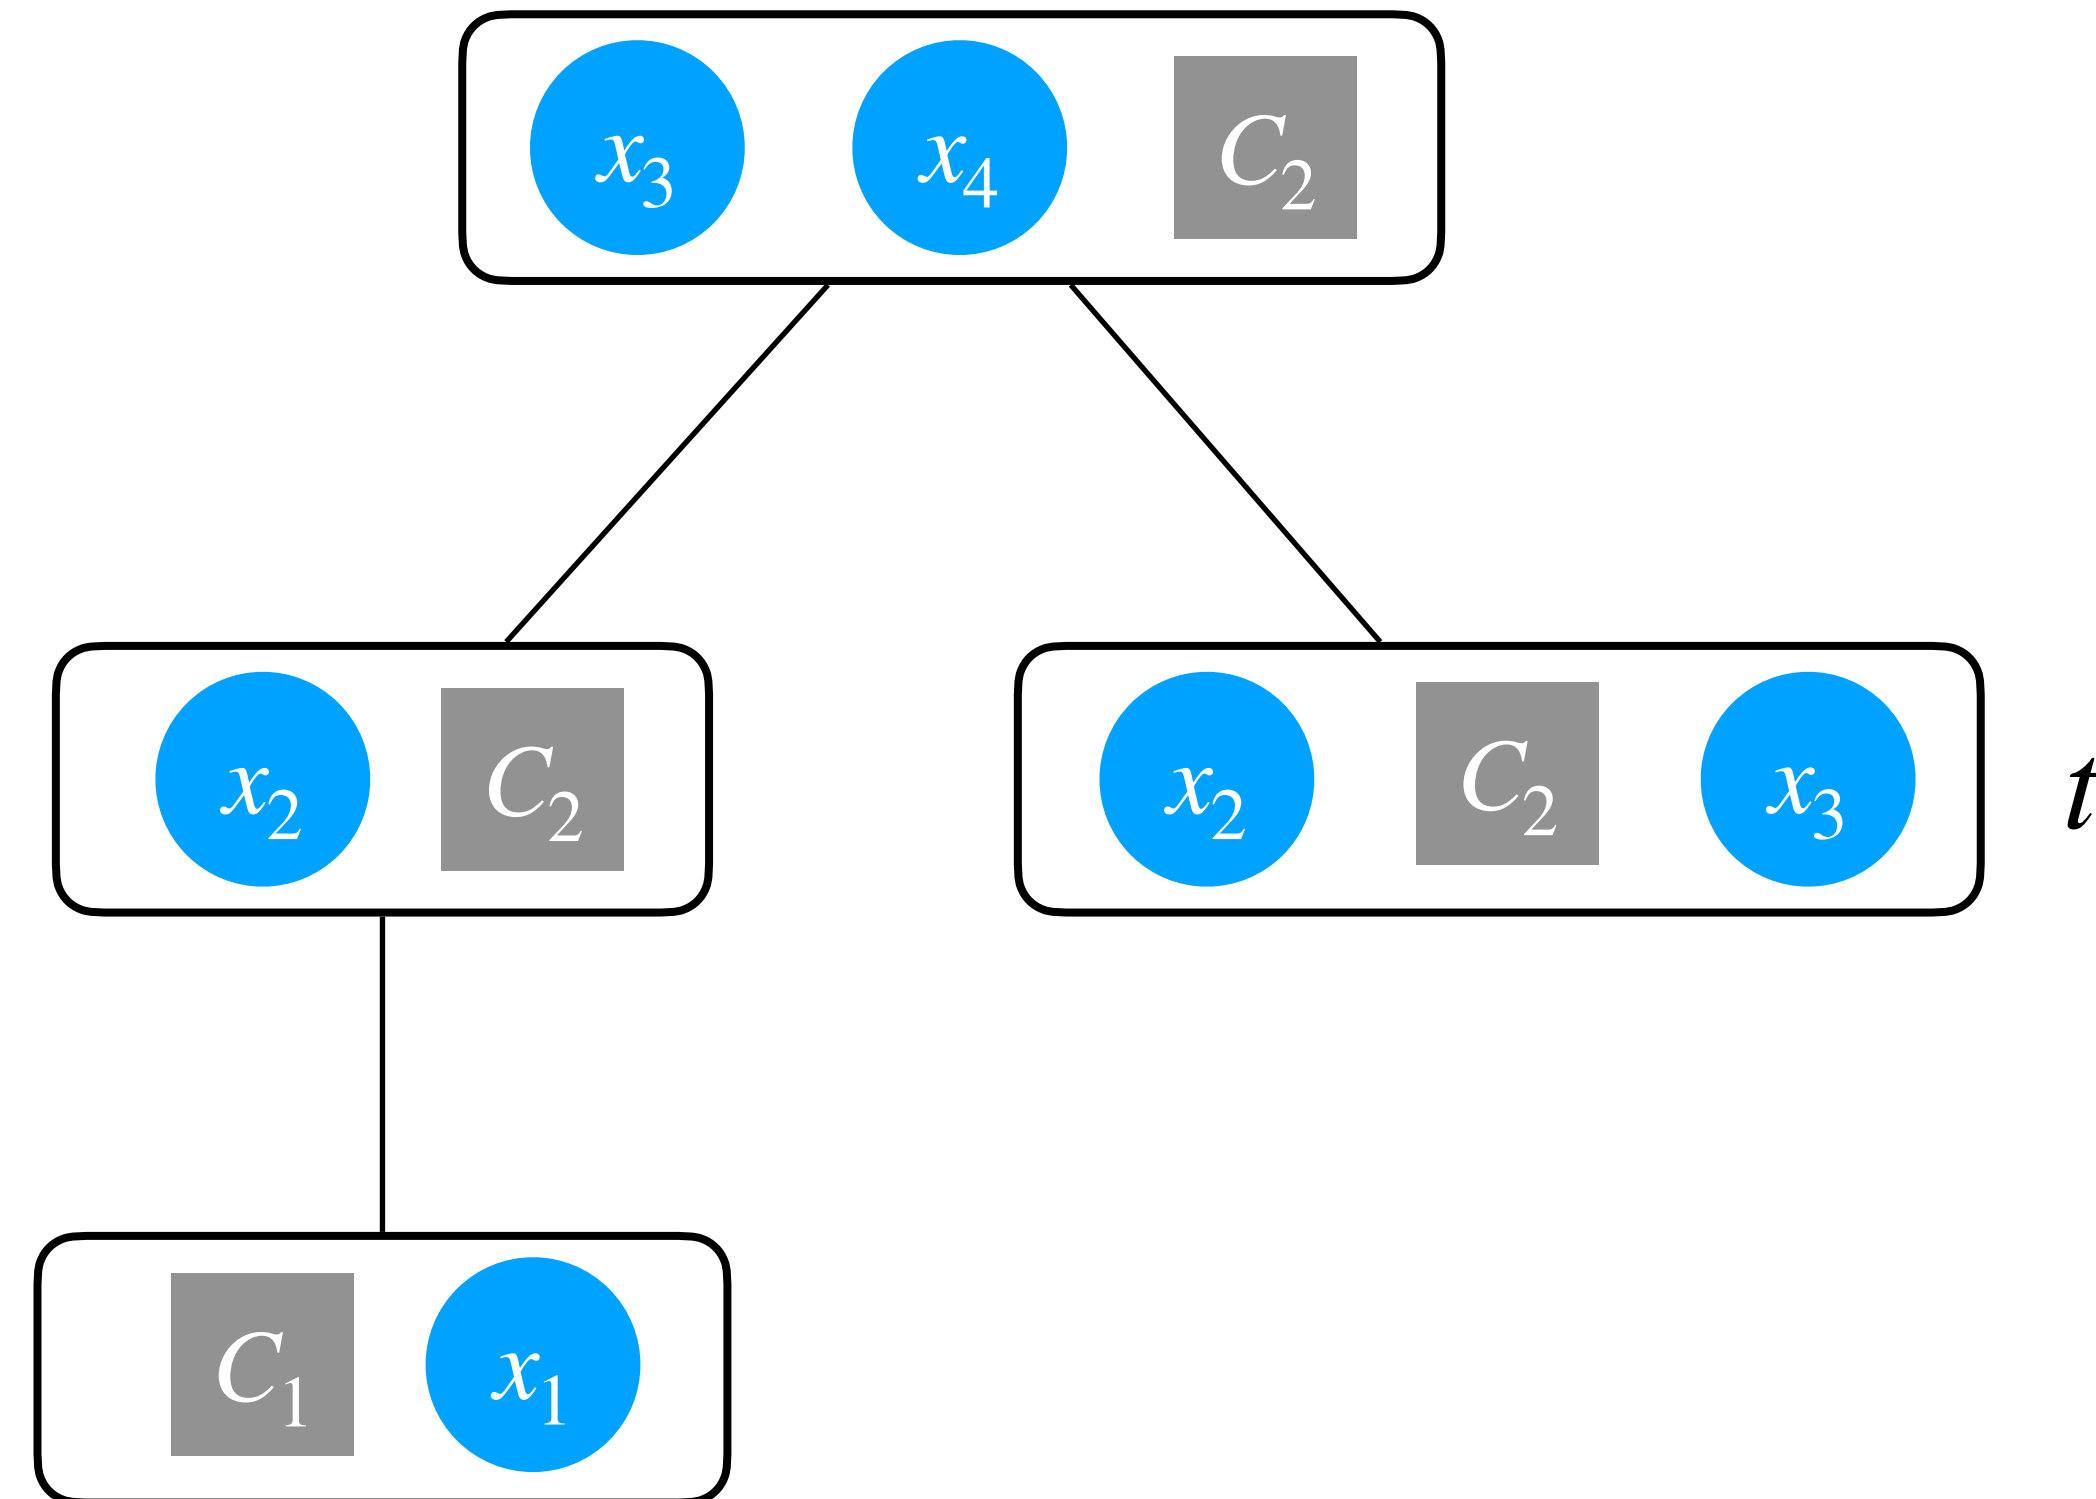 x₃ x₄ C₂
x₂ C₂ x₂ C₂ x₃ t
C₁ x₁